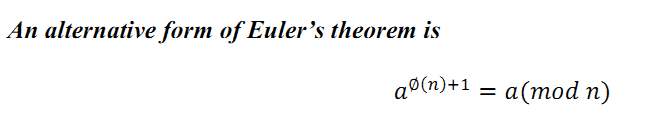 An alternative form of Euler’s theorem is
a^{∅(n)+1} = a(mod n)